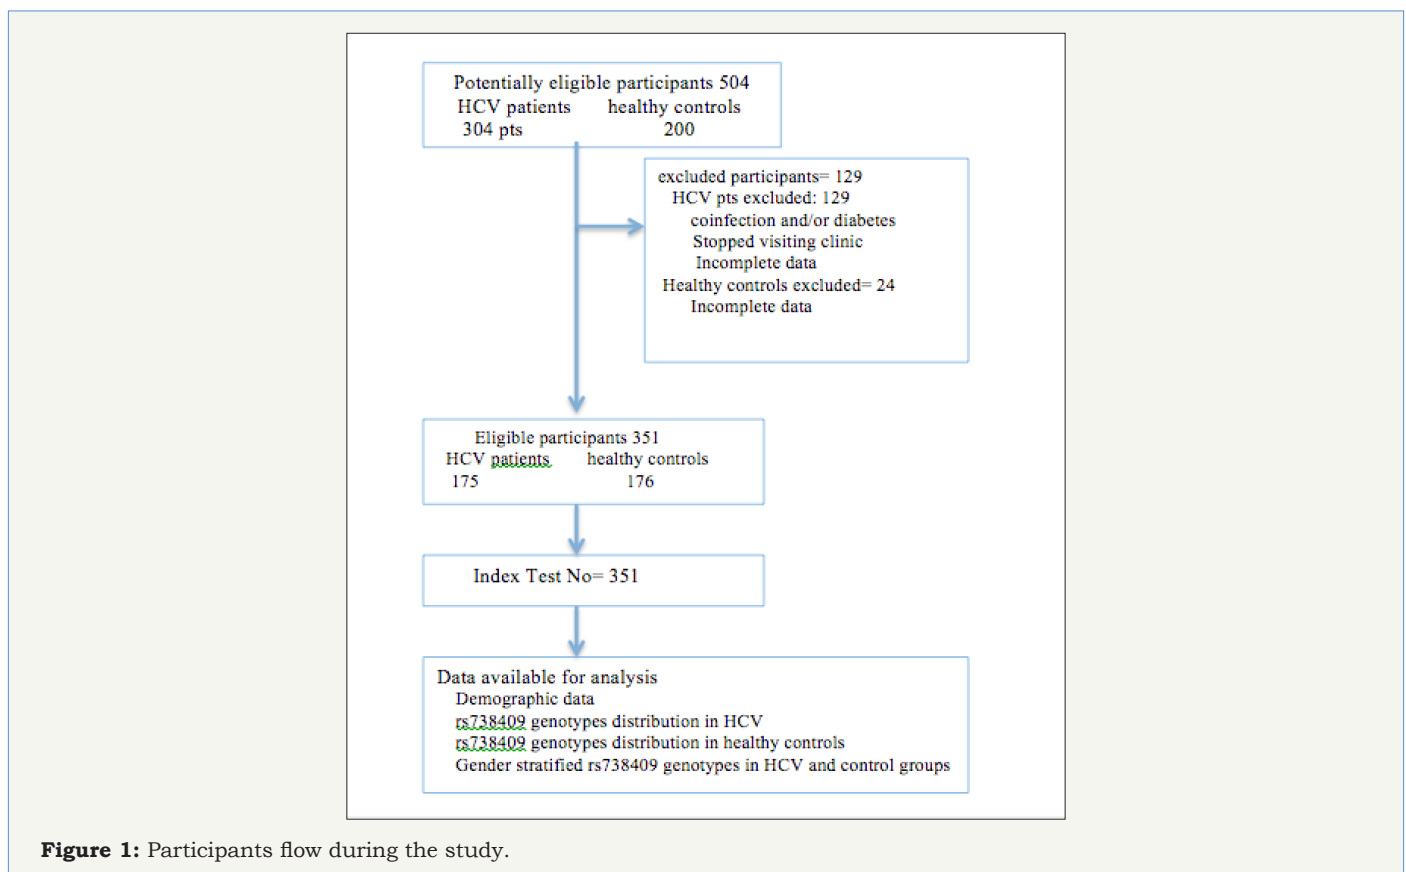 Potentially eligible participants 504
HCV patients healthy controls
304 pts 200
excluded participants= 129
HCV pts excluded: 129
coinfection and/or diabetes
Stopped visiting clinic
Incomplete data
Healthy controls excluded= 24
Incomplete data
Eligible participants 351
HCV patients healthy controls
175 176
Index Test No= 351
Data available for analysis
Demographic data
rs738409 genotypes distribution in HCV
rs738409 genotypes distribution in healthy controls
Gender stratified rs738409 genotypes in HCV and control groups
Figure 1: Participants flow during the study.